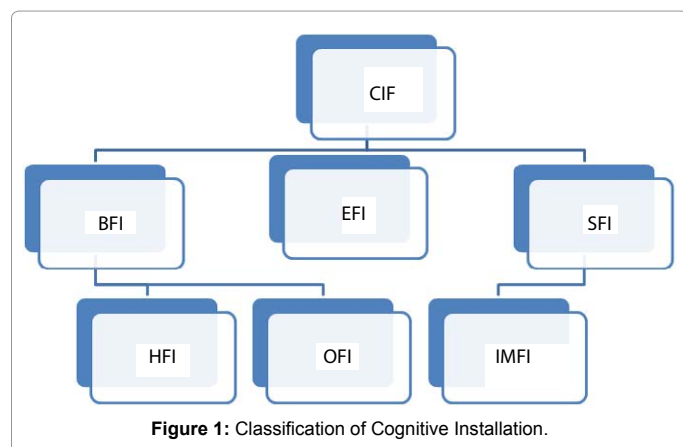 CIF
BFI
EFI
SFI
HFI
OFI
IMFI
Figure 1: Classification of Cognitive Installation.